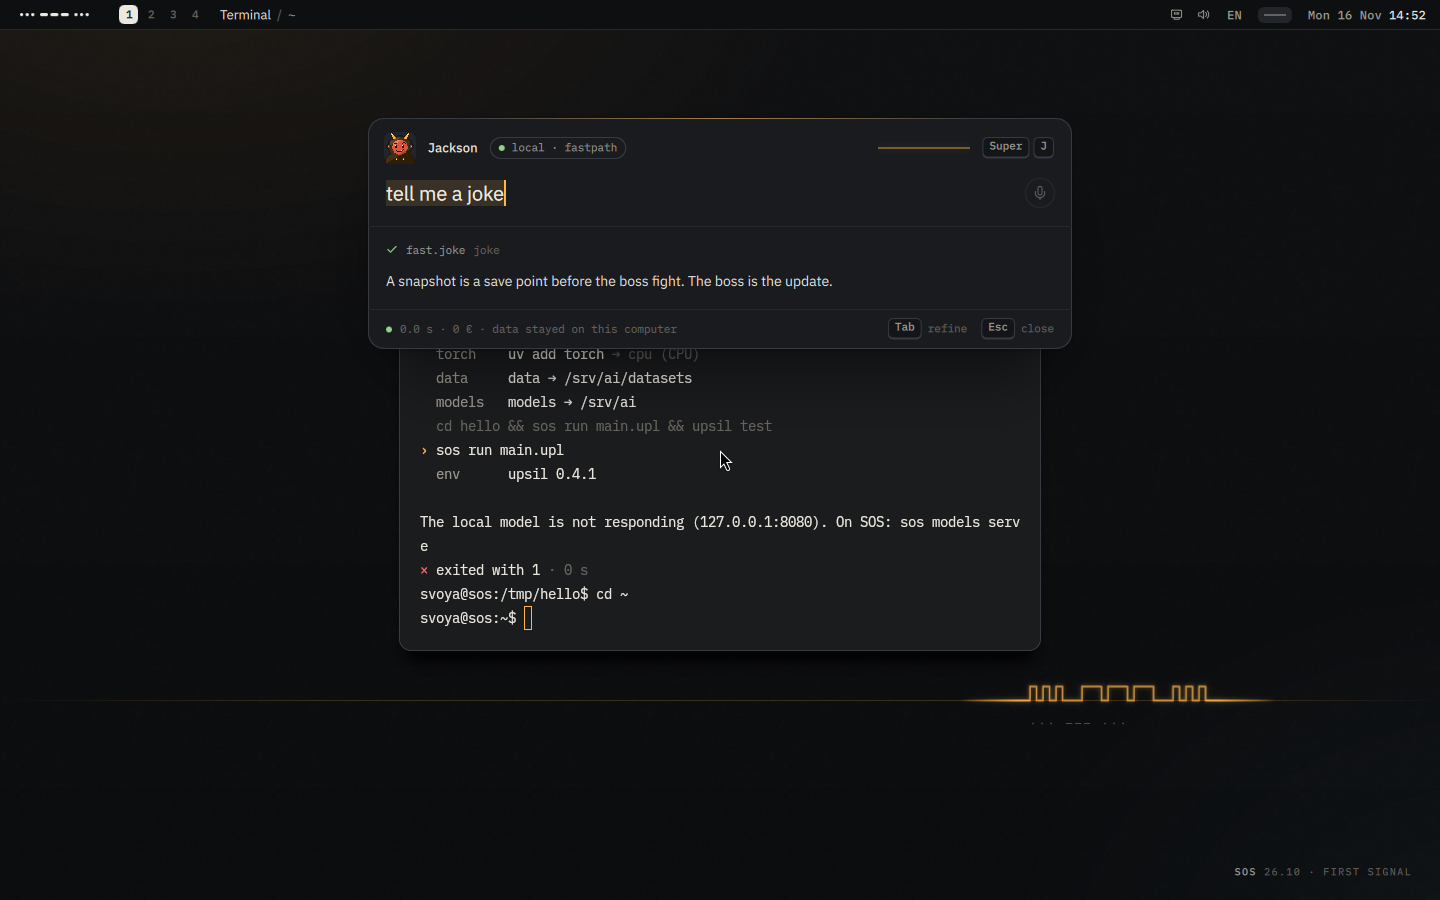 1 2 3 4 Terminal / ~ EN Mon 16 Nov 14:52
Jackson local · fastpath Super J
tell me a joke
fast.joke joke
A snapshot is a save point before the boss fight. The boss is the update.
0.0 s · 0 € · data stayed on this computer Tab refine Esc close
torch uv add torch → cpu (CPU)
data data → /srv/ai/datasets
models models → /srv/ai
cd hello && sos run main.upl && upsil test
› sos run main.upl
env upsil 0.4.1
The local model is not responding (127.0.0.1:8080). On SOS: sos models serv
e
× exited with 1 · 0 s
svoya@sos:/tmp/hello$ cd ~
svoya@sos:~$
··· −−− ···
SOS 26.10 · FIRST SIGNAL